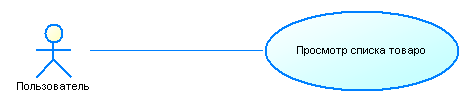 Просмотр списка товаро
Пользователь